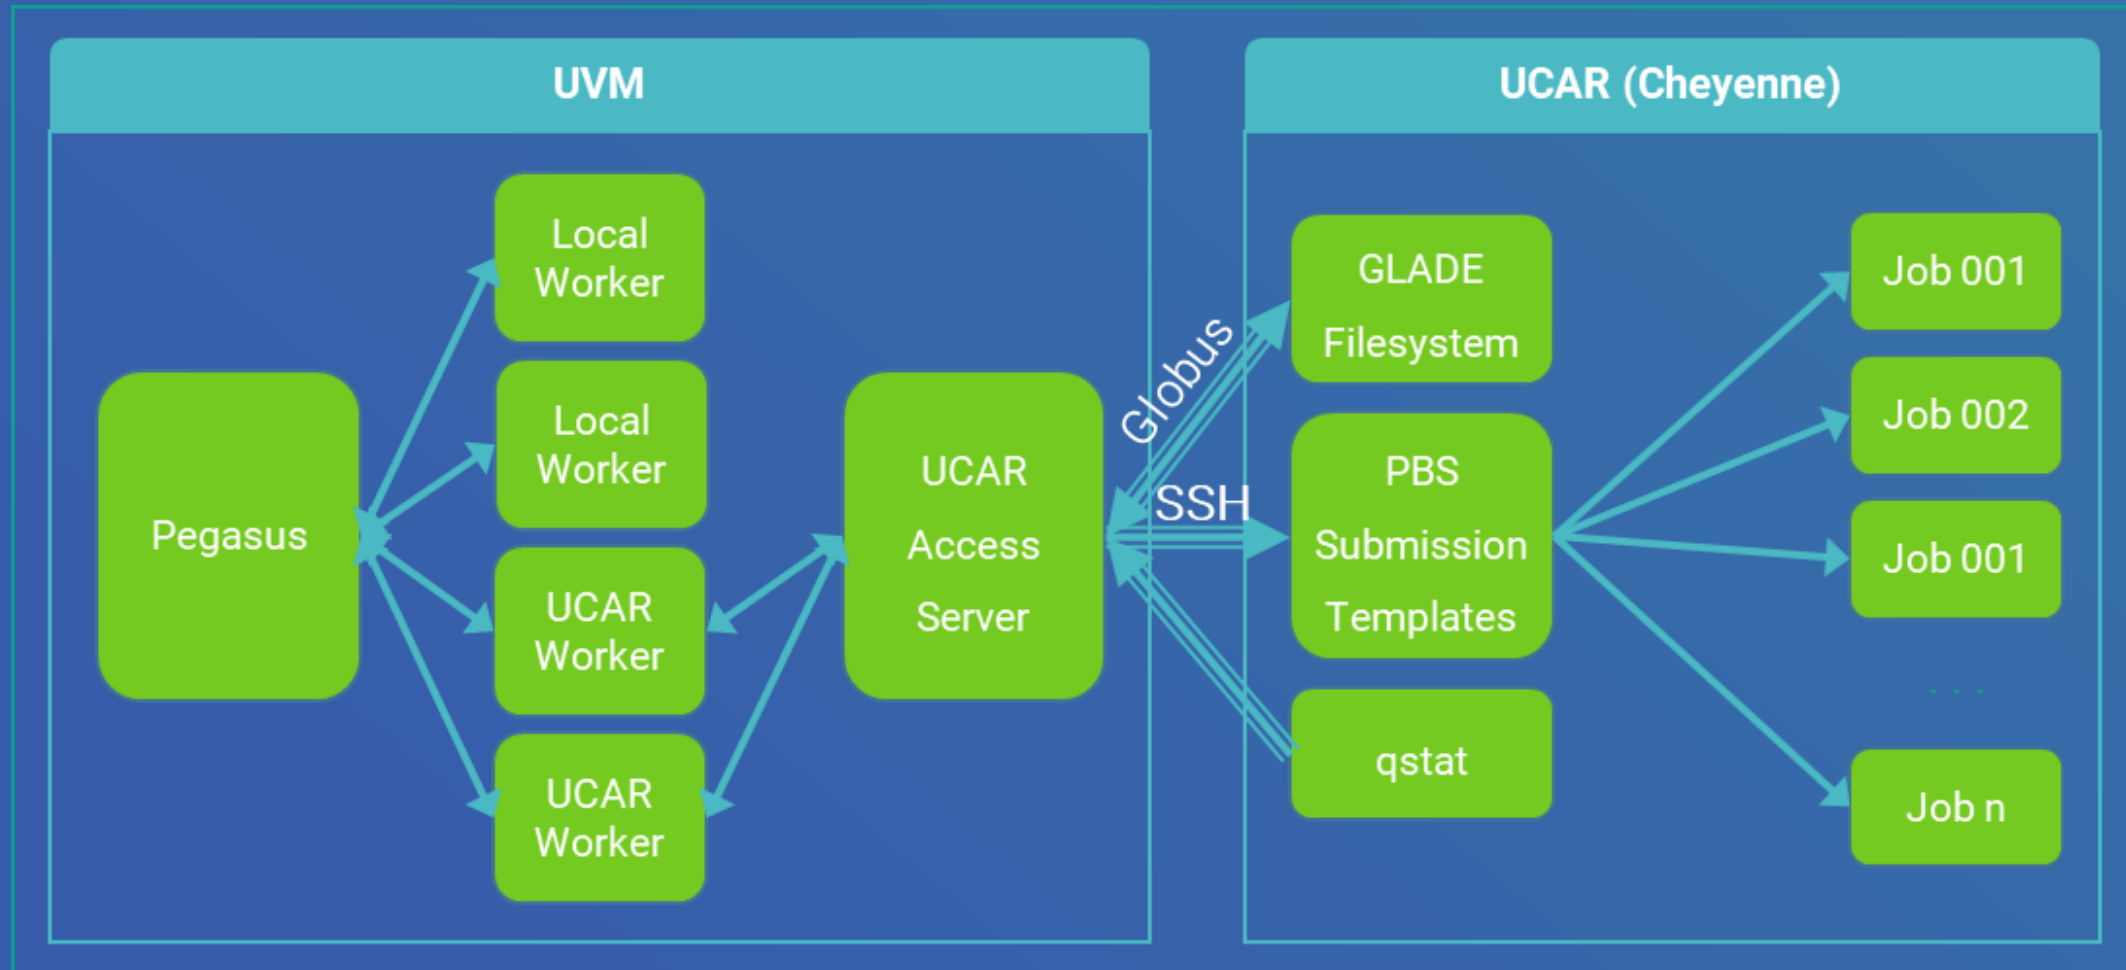 UVM
UCAR (Cheyenne)
Pegasus
Local
Worker
Local
Worker
UCAR
Worker
UCAR
Worker
UCAR
Access
Server
Globus
SSH
GLADE
Filesystem
PBS
Submission
Templates
qstat
Job 001
Job 002
Job 001
. . .
Job n